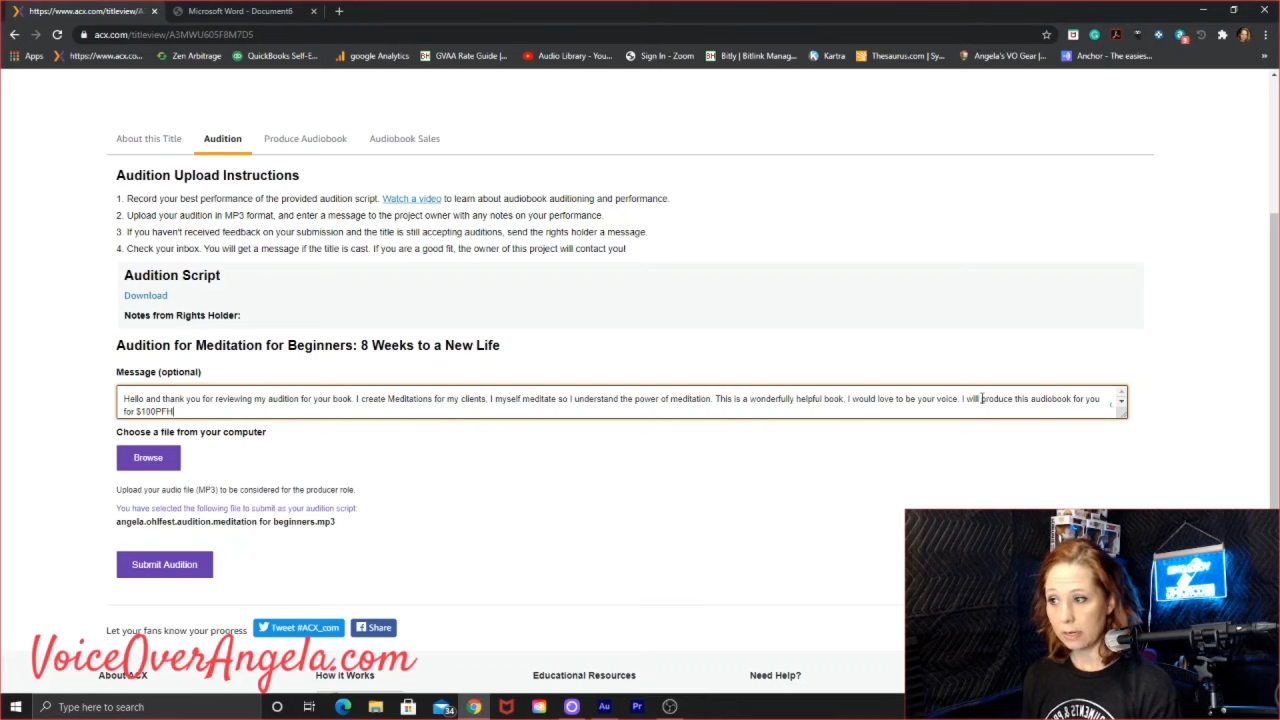 https://www.acx.com/titleview/A
Microsoft Word - Document6
acx.com/titleview/A3MWU605F8M7D5
Apps
https://www.acx.co...
Zen Arbitrage
QuickBooks Self-E...
google Analytics
GVAA Rate Guide |...
Audio Library - You...
Sign In - Zoom
Bitly | Bitlink Manag...
Kartra
Thesaurus.com | Sy...
Angela's VO Gear |...
Anchor - The easies...
About this Title
Audition
Produce Audiobook
Audiobook Sales
Audition Upload Instructions
1. Record your best performance of the provided audition script. Watch a video to learn about audiobook auditioning and performance.
2. Upload your audition in MP3 format, and enter a message to the project owner with any notes on your performance.
3. If you haven't received feedback on your submission and the title is still accepting auditions, send the rights holder a message.
4. Check your inbox. You will get a message if the title is cast. If you are a good fit, the owner of this project will contact you!
Audition Script
Download
Notes from Rights Holder:
Audition for Meditation for Beginners: 8 Weeks to a New Life
Message (optional)
Hello and thank you for reviewing my audition for your book. I create Meditations for my clients. I myself meditate so I understand the power of meditation. This is a wonderfully helpful book, I would love to be your voice. I will produce this audiobook for you
for $100PFH
Choose a file from your computer
Browse
Upload your audio file (MP3) to be considered for the producer role.
You have selected the following file to submit as your audition script:
angela.ohlfest.audition.meditation for beginners.mp3
Submit Audition
Let your fans know your progress
Tweet #ACX_com
Share
VoiceOverAngela.com
About ACX
How it Works
Educational Resources
Need Help?
Type here to search
34
Au
Pr